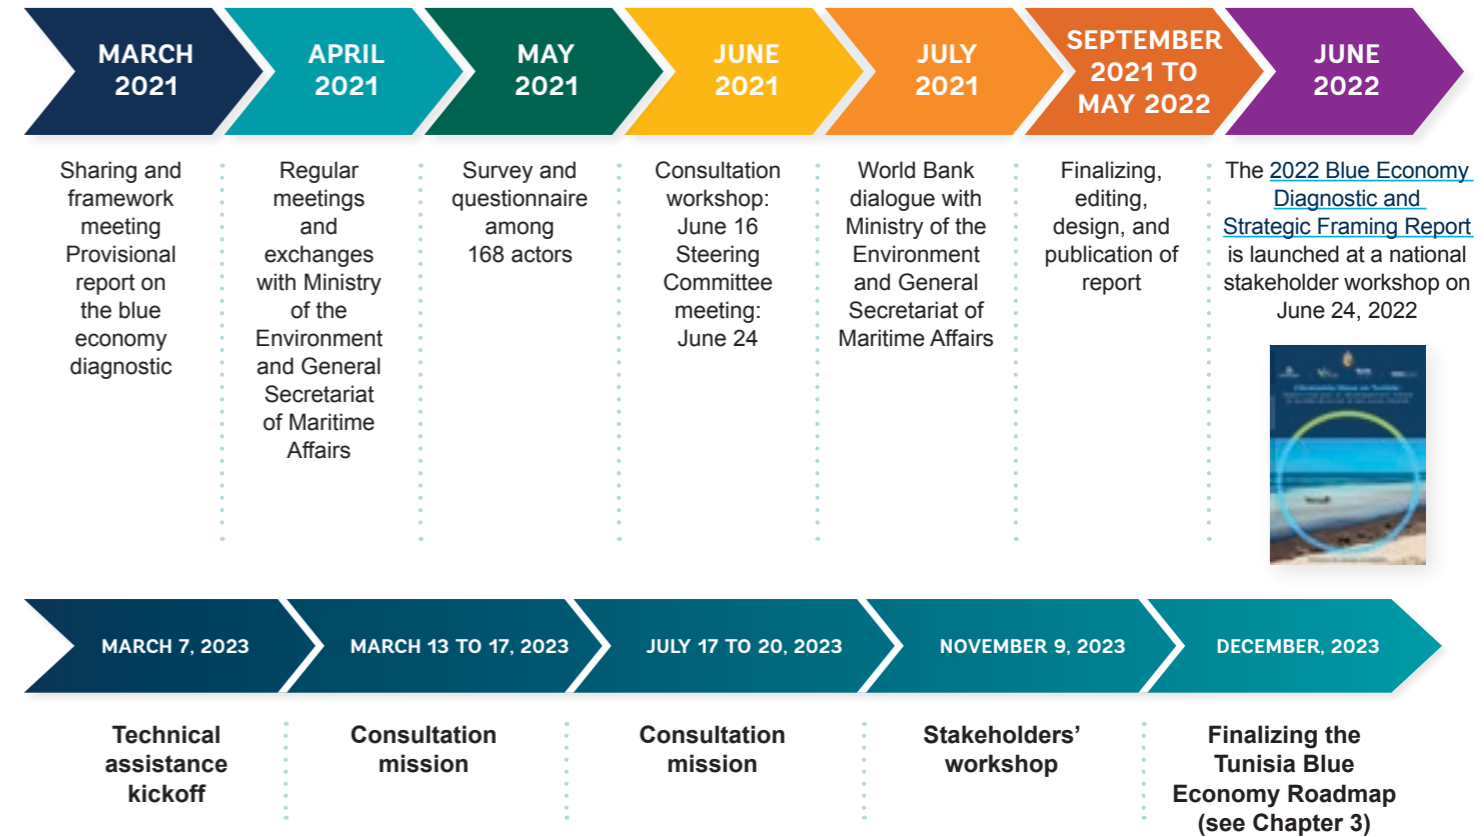 MARCH
2021
APRIL
2021
MAY
2021
JUNE
2021
JULY
2021
SEPTEMBER
2021 TO
MAY 2022
JUNE
2022
Sharing and
framework
meeting
Provisional
report on
the blue
economy
diagnostic
Regular
meetings
and
exchanges
with Ministry
of the
Environment
and General
Secretariat
of Maritime
Affairs
Survey and
questionnaire
among
168 actors
Consultation
workshop:
June 16
Steering
Committee
meeting:
June 24
World Bank
dialogue with
Ministry of the
Environment
and General
Secretariat of
Maritime Affairs
Finalizing,
editing,
design, and
publication of
report
The 2022 Blue Economy
Diagnostic and
Strategic Framing Report
is launched at a national
stakeholder workshop on
June 24, 2022
MARCH 7, 2023
MARCH 13 TO 17, 2023
JULY 17 TO 20, 2023
NOVEMBER 9, 2023
DECEMBER, 2023
Technical
assistance
kickoff
Consultation
mission
Consultation
mission
Stakeholders’
workshop
Finalizing the
Tunisia Blue
Economy Roadmap
(see Chapter 3)